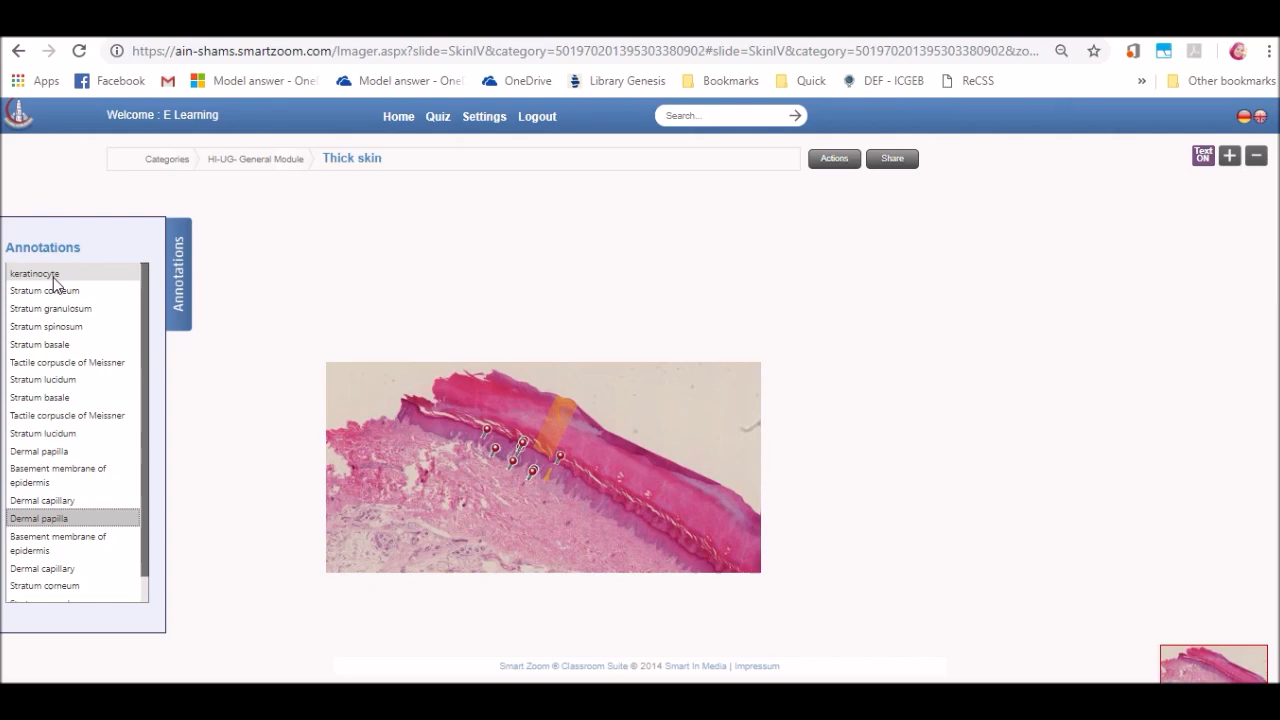 https://ain-shams.smartzoom.com/Imager.aspx?slide=SkinIV&category=501970201395303380902#slide=SkinIV&category=501970201395303380902&zo...
Apps Facebook Model answer - One Model answer - One OneDrive Library Genesis Bookmarks Quick DEF - ICGEB ReCSS » Other bookmarks
Welcome : E Learning Home Quiz Settings Logout Search...
Categories HI-UG- General Module Thick skin Actions Share Text ON
Annotations
Annotations
keratinocyte
Stratum corneum
Stratum granulosum
Stratum spinosum
Stratum basale
Tactile corpuscle of Meissner
Stratum lucidum
Stratum basale
Tactile corpuscle of Meissner
Stratum lucidum
Dermal papilla
Basement membrane of
epidermis
Dermal capillary
Dermal papilla
Basement membrane of
epidermis
Dermal capillary
Stratum corneum
Smart Zoom ® Classroom Suite © 2014 Smart In Media | Impressum